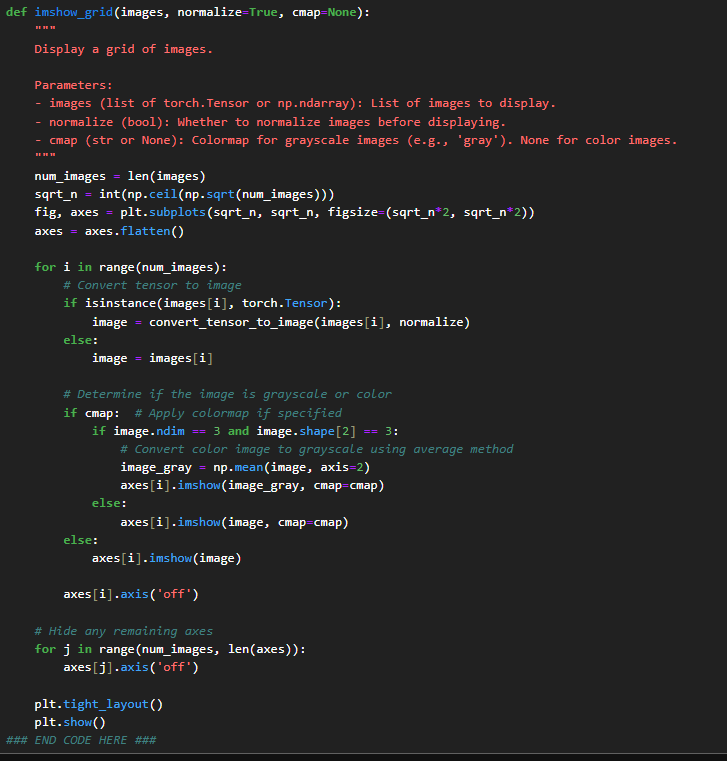 def imshow_grid(images, normalize=True, cmap=None):
    """
    Display a grid of images.

    Parameters:
    - images (list of torch.Tensor or np.ndarray): List of images to display.
    - normalize (bool): Whether to normalize images before displaying.
    - cmap (str or None): Colormap for grayscale images (e.g., 'gray'). None for color images.
    """
    num_images = len(images)
    sqrt_n = int(np.ceil(np.sqrt(num_images)))
    fig, axes = plt.subplots(sqrt_n, sqrt_n, figsize=(sqrt_n*2, sqrt_n*2))
    axes = axes.flatten()

    for i in range(num_images):
        # Convert tensor to image
        if isinstance(images[i], torch.Tensor):
            image = convert_tensor_to_image(images[i], normalize)
        else:
            image = images[i]

        # Determine if the image is grayscale or color
        if cmap:  # Apply colormap if specified
            if image.ndim == 3 and image.shape[2] == 3:
                # Convert color image to grayscale using average method
                image_gray = np.mean(image, axis=2)
                axes[i].imshow(image_gray, cmap=cmap)
            else:
                axes[i].imshow(image, cmap=cmap)
        else:
            axes[i].imshow(image)

        axes[i].axis('off')

    # Hide any remaining axes
    for j in range(num_images, len(axes)):
        axes[j].axis('off')

    plt.tight_layout()
    plt.show()
### END CODE HERE ###